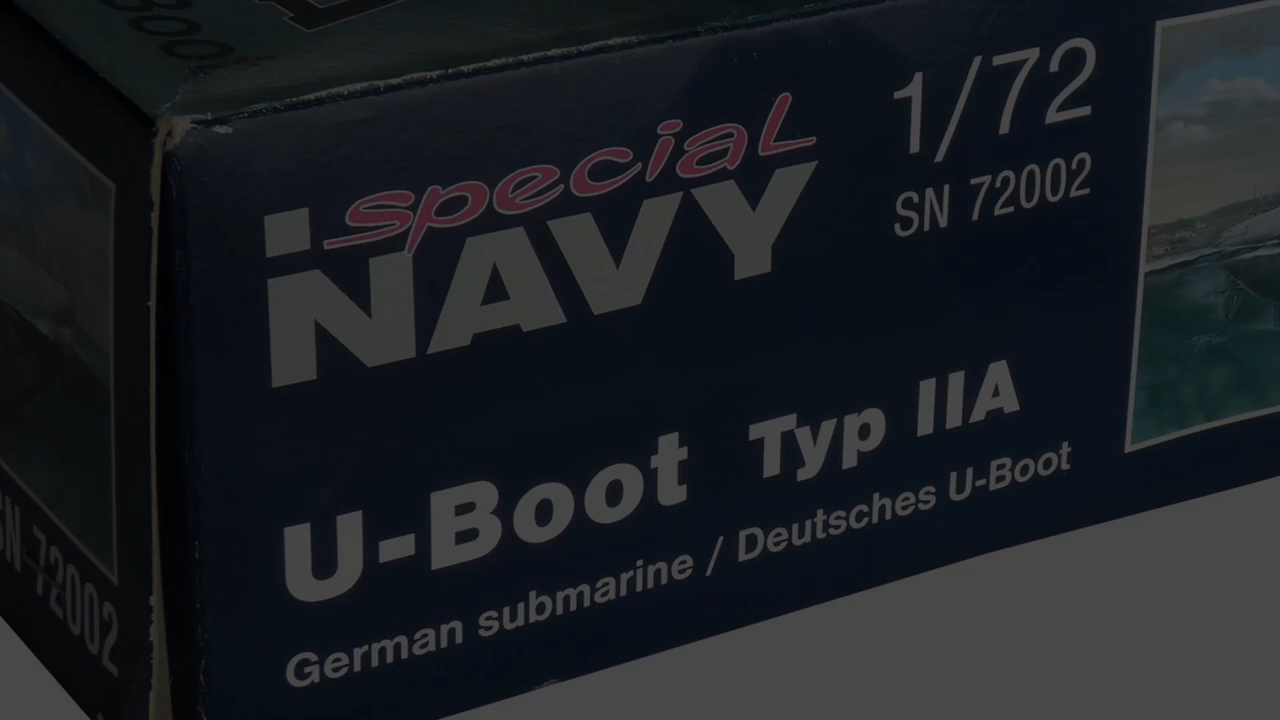 special
NAVY
1/72
SN 72002
U-Boot Typ IIA
German submarine / Deutsches U-Boot
SN 72002